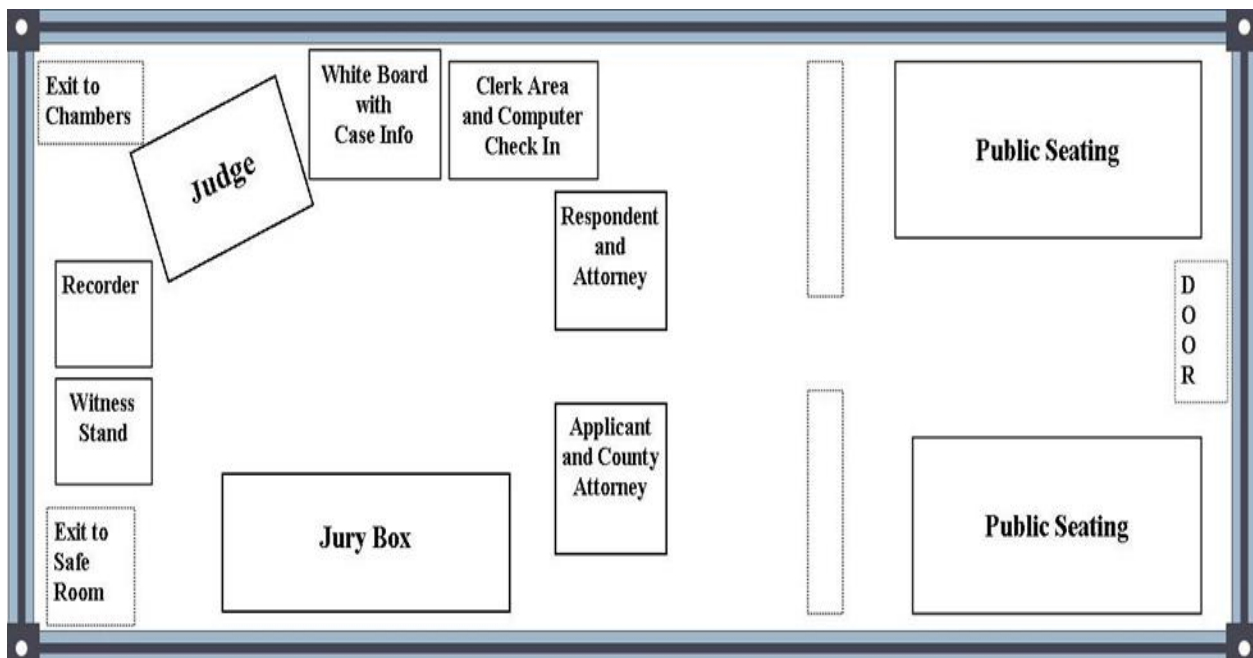 Exit to
Chambers
Judge
White Board
with
Case Info
Clerk Area
and Computer
Check In
Public Seating
Respondent
and
Attorney
Recorder
D
O
O
R
Witness
Stand
Applicant
and County
Attorney
Exit to
Safe
Room
Jury Box
Public Seating